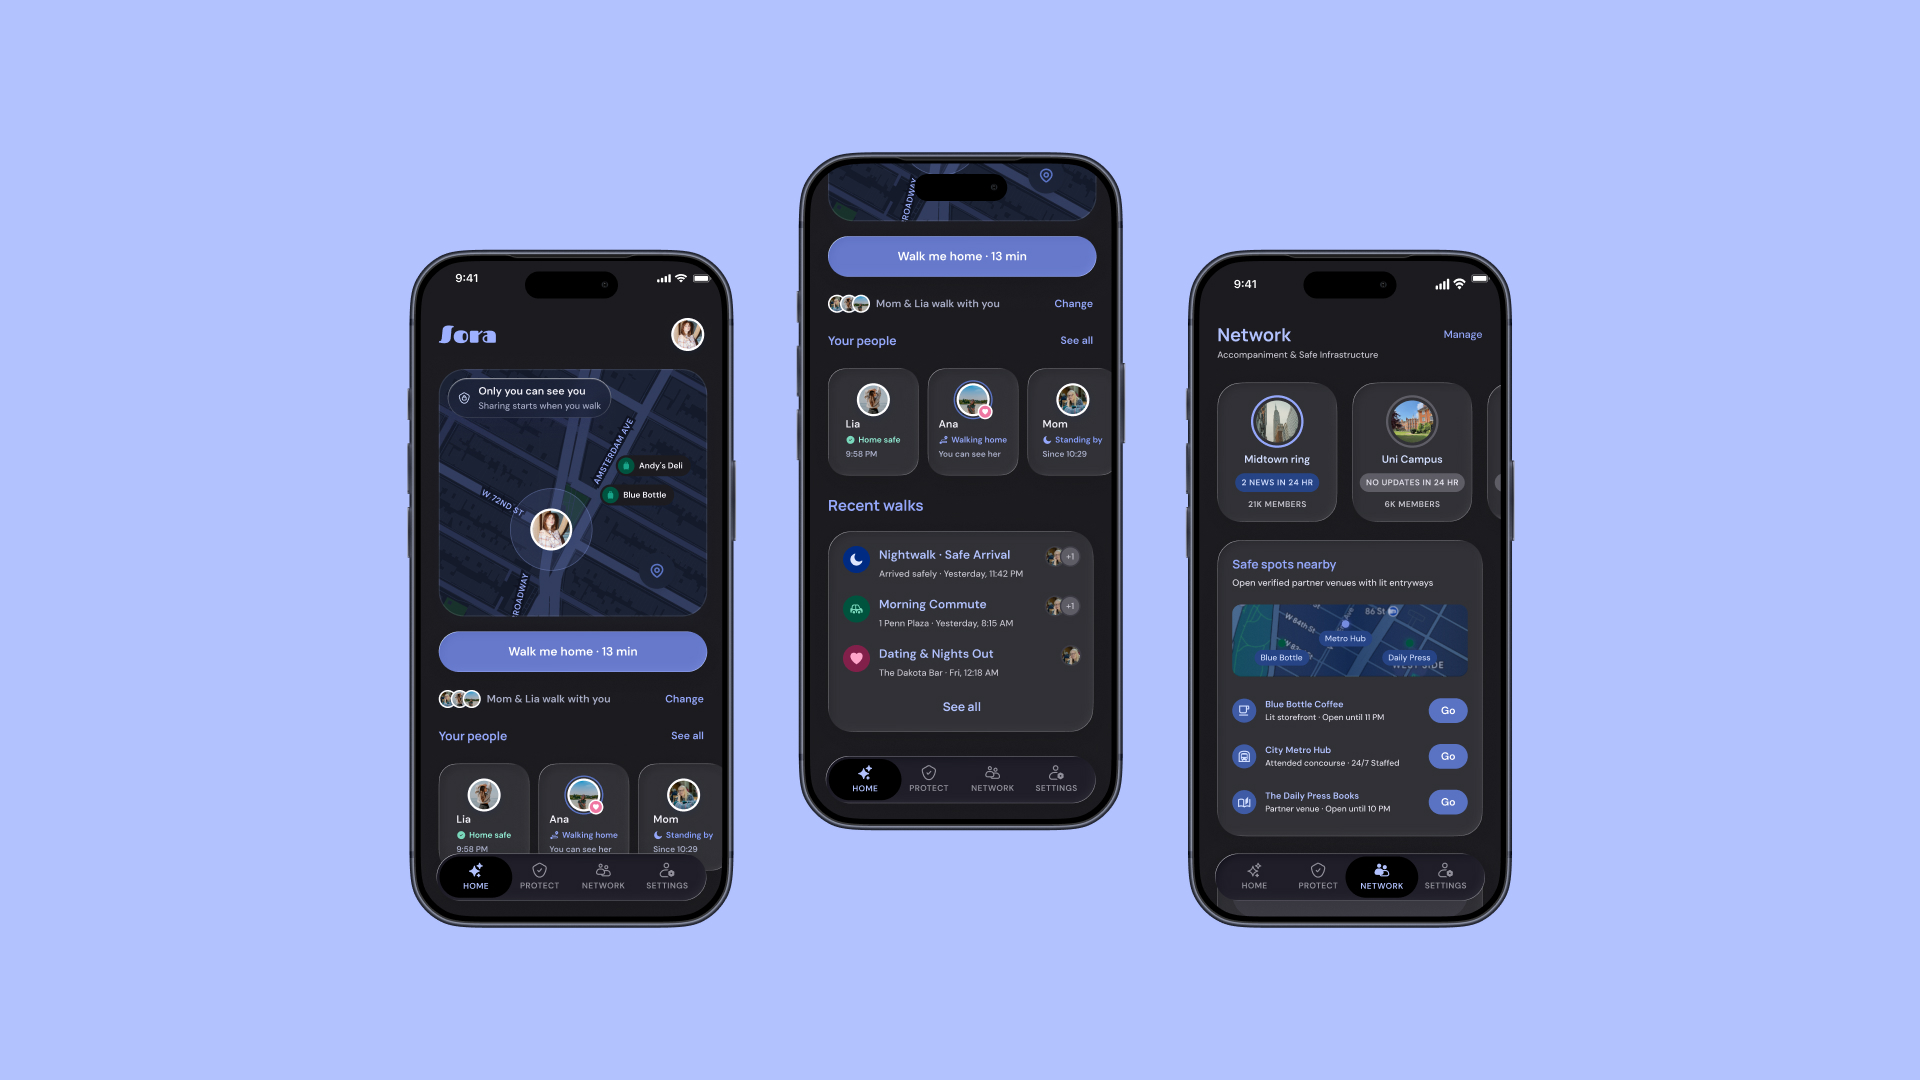 9:41
Sora
Only you can see you
Sharing starts when you walk
AMSTERDAM AVE
Andy's Deli
Blue Bottle
W 72ND ST
ROADWAY
Walk me home · 13 min
Mom & Lia walk with you
Change
Your people
See all
Lia
Home safe
9:58 PM
Ana
Walking home
You can see her
Mom
Standing by
Since 10:29
HOME
PROTECT
NETWORK
SETTINGS
ROADWAY
Walk me home · 13 min
Mom & Lia walk with you
Change
Your people
See all
Lia
Home safe
9:58 PM
Ana
Walking home
You can see her
Mom
Standing by
Since 10:29
Recent walks
Nightwalk · Safe Arrival
Arrived safely · Yesterday, 11:42 PM
+1
Morning Commute
1 Penn Plaza · Yesterday, 8:15 AM
+1
Dating & Nights Out
The Dakota Bar · Fri, 12:18 AM
See all
HOME
PROTECT
NETWORK
SETTINGS
9:41
Network
Manage
Accompaniment & Safe Infrastructure
Midtown ring
2 NEWS IN 24 HR
21K MEMBERS
Uni Campus
NO UPDATES IN 24 HR
6K MEMBERS
Safe spots nearby
Open verified partner venues with lit entryways
86 St
W 84th St
Metro Hub
Blue Bottle
Daily Press
WEST SIDE
Blue Bottle Coffee
Lit storefront · Open until 11 PM
Go
City Metro Hub
Attended concourse · 24/7 Staffed
Go
The Daily Press Books
Partner venue · Open until 10 PM
Go
HOME
PROTECT
NETWORK
SETTINGS